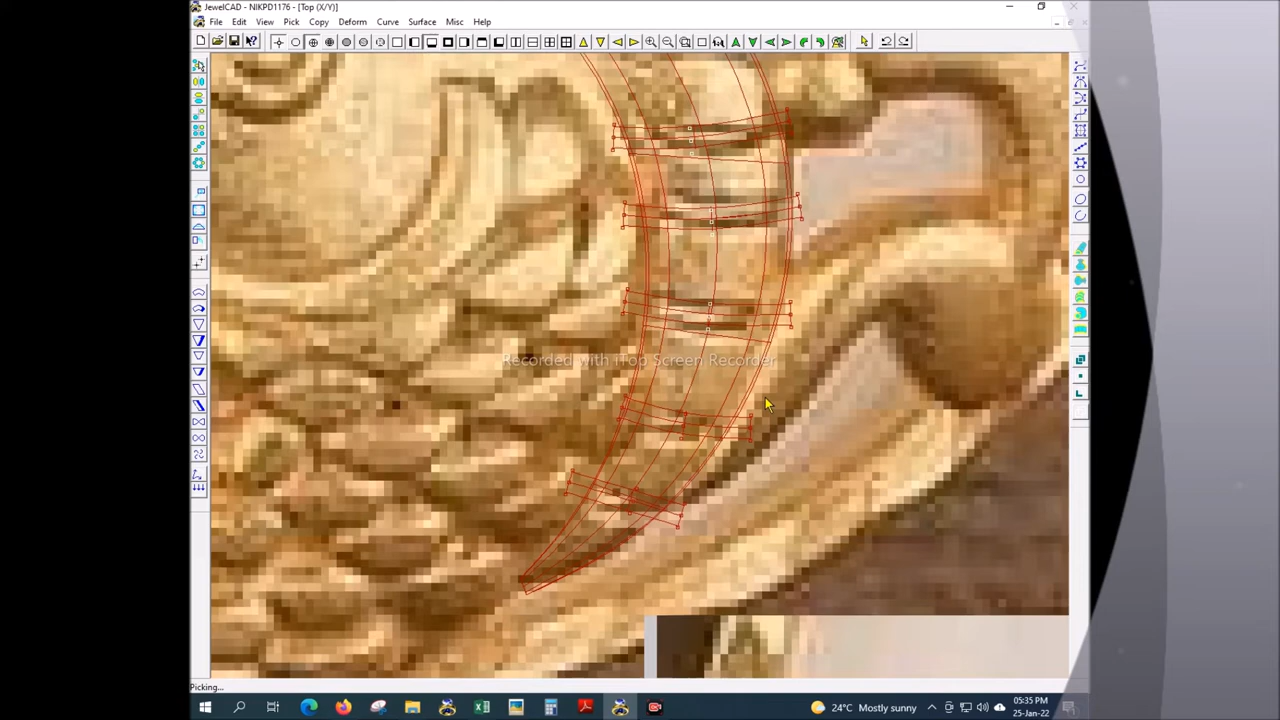 JewelCAD - NIKPD1176 - [Top (X/Y)]
File Edit View Pick Copy Deform Curve Surface Misc Help
Recorded with iTop Screen Recorder
Picking...
24°C Mostly sunny
05:35 PM
25-Jan-22